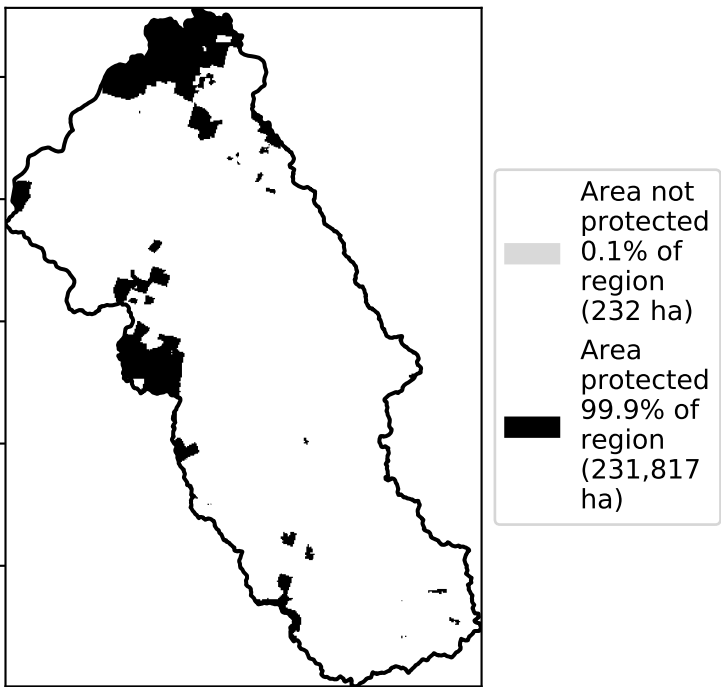 Area not
protected
0.1% of
region
(232 ha)
Area
protected
99.9% of
region
(231,817
ha)